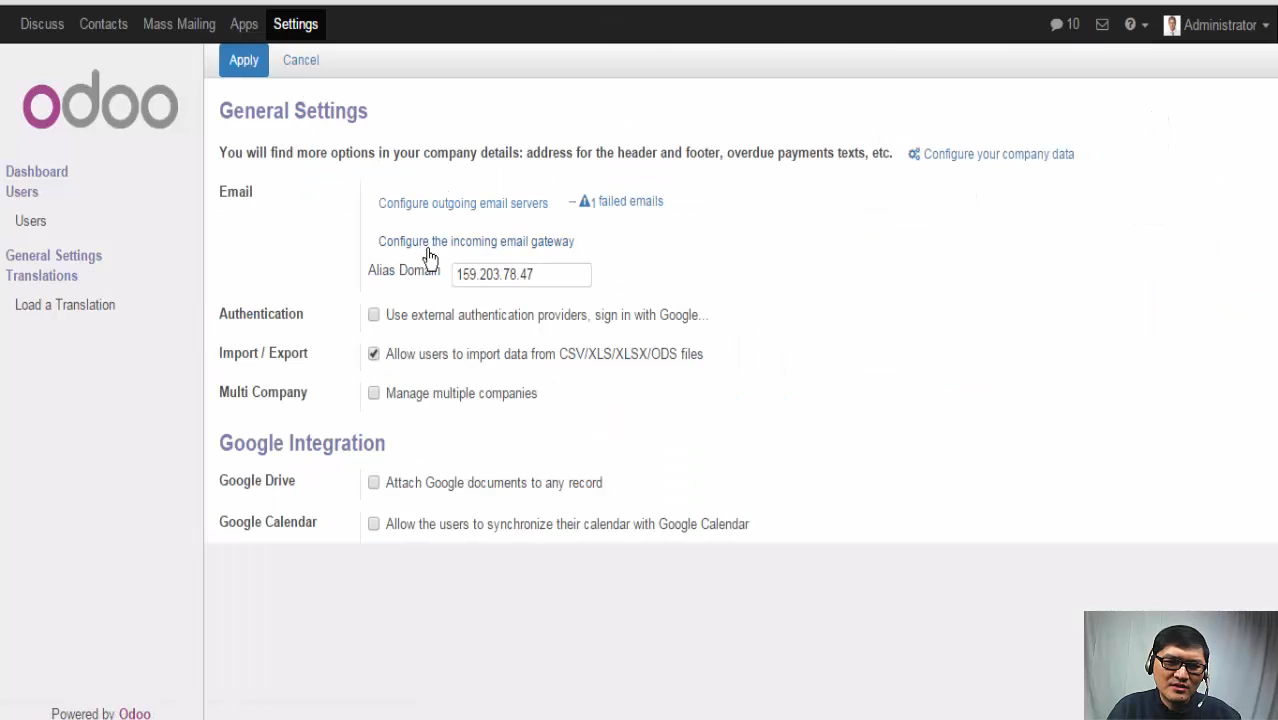 Discuss Contacts Mass Mailing Apps Settings 10 Administrator
Apply Cancel
odoo
General Settings
You will find more options in your company details: address for the header and footer, overdue payments texts, etc. Configure your company data
Dashboard
Users
Users
General Settings
Translations
Load a Translation
Email
Configure outgoing email servers – 1 failed emails
Configure the incoming email gateway
Alias Domain 159.203.78.47
Authentication Use external authentication providers, sign in with Google...
Import / Export Allow users to import data from CSV/XLS/XLSX/ODS files
Multi Company Manage multiple companies
Google Integration
Google Drive Attach Google documents to any record
Google Calendar Allow the users to synchronize their calendar with Google Calendar
Powered by Odoo